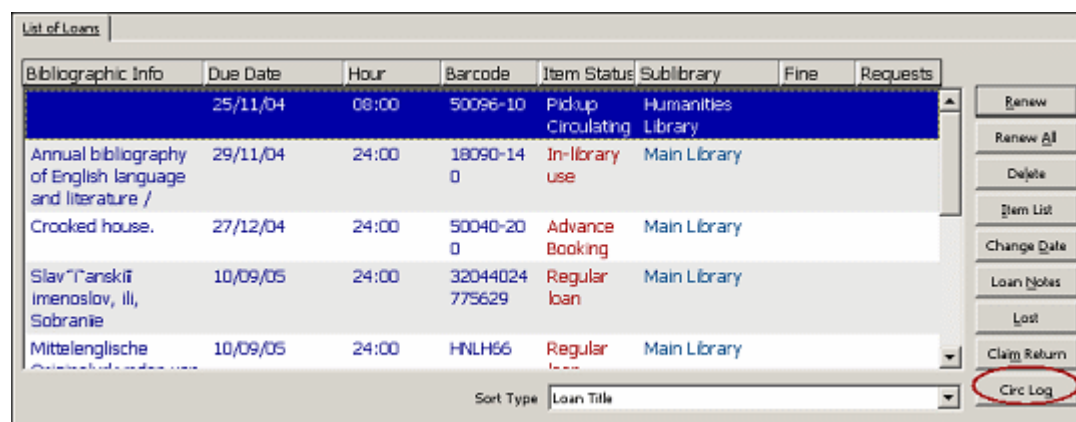 List of Loans
Bibliographic Info Due Date Hour Barcode Item Status Sublibrary Fine Requests
25/11/04 08:00 50096-10 Pickup Humanities
Circulating Library
Annual bibliography 29/11/04 24:00 18090-14 In-library Main Library
of English language 0 use
and literature /
Crooked house. 27/12/04 24:00 50040-20 Advance Main Library
0 Booking
10/09/05 24:00 32044024 Regular Main Library
imenoslov, ili, 775629 loan
Sobranie
Mittelenglische 10/09/05 24:00 HNLH66 Regular Main Library
Sort Type Loan Title
Renew
Renew All
Delete
Item List
Change Date
Loan Notes
Lost
Claim Return
Circ Log